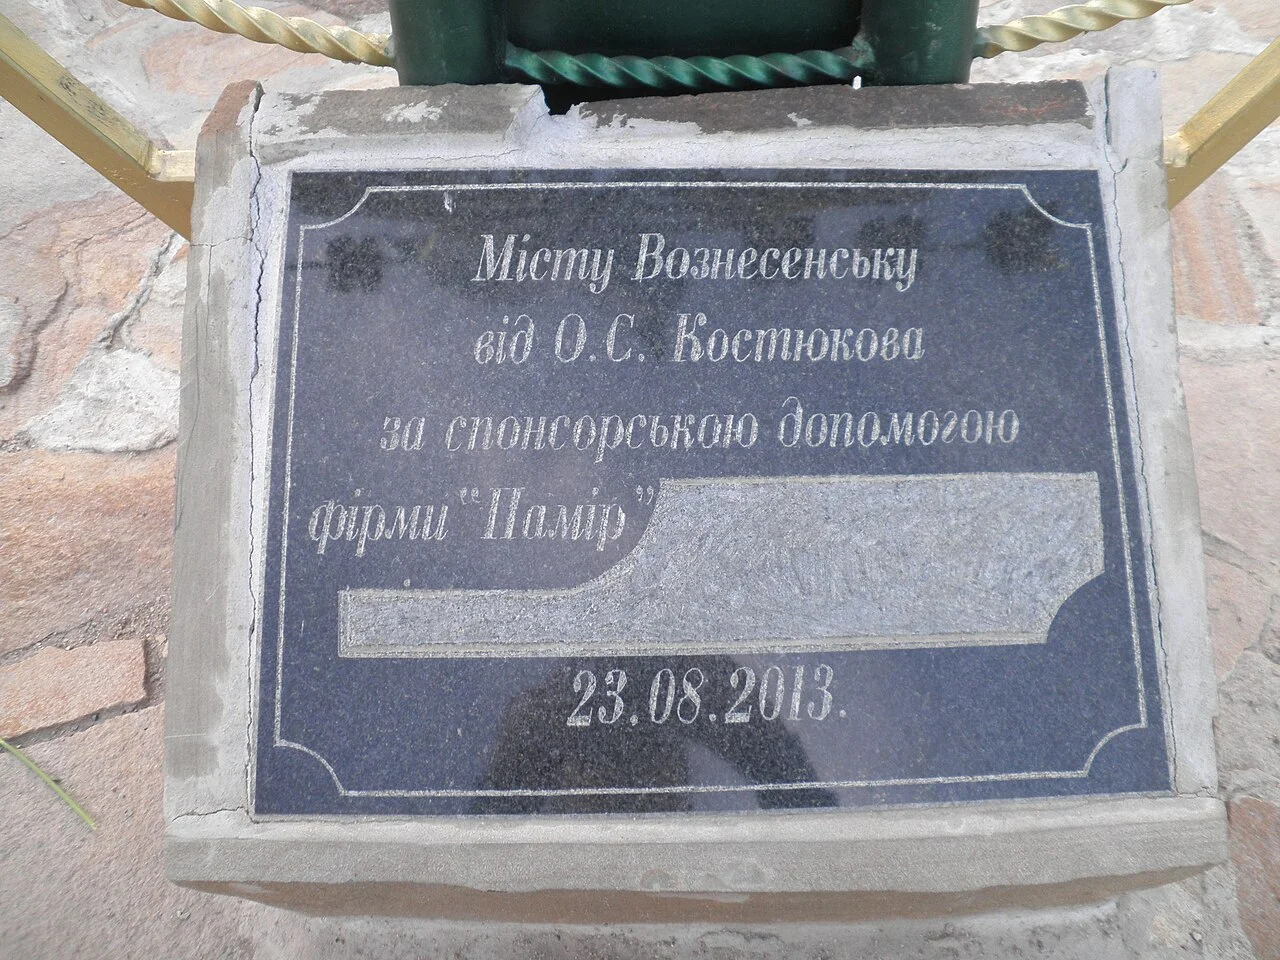 Місту Вознесенську
від О.С. Костюкова
за спонсорською допомогою
фірми “Памір”
23.08.2013.